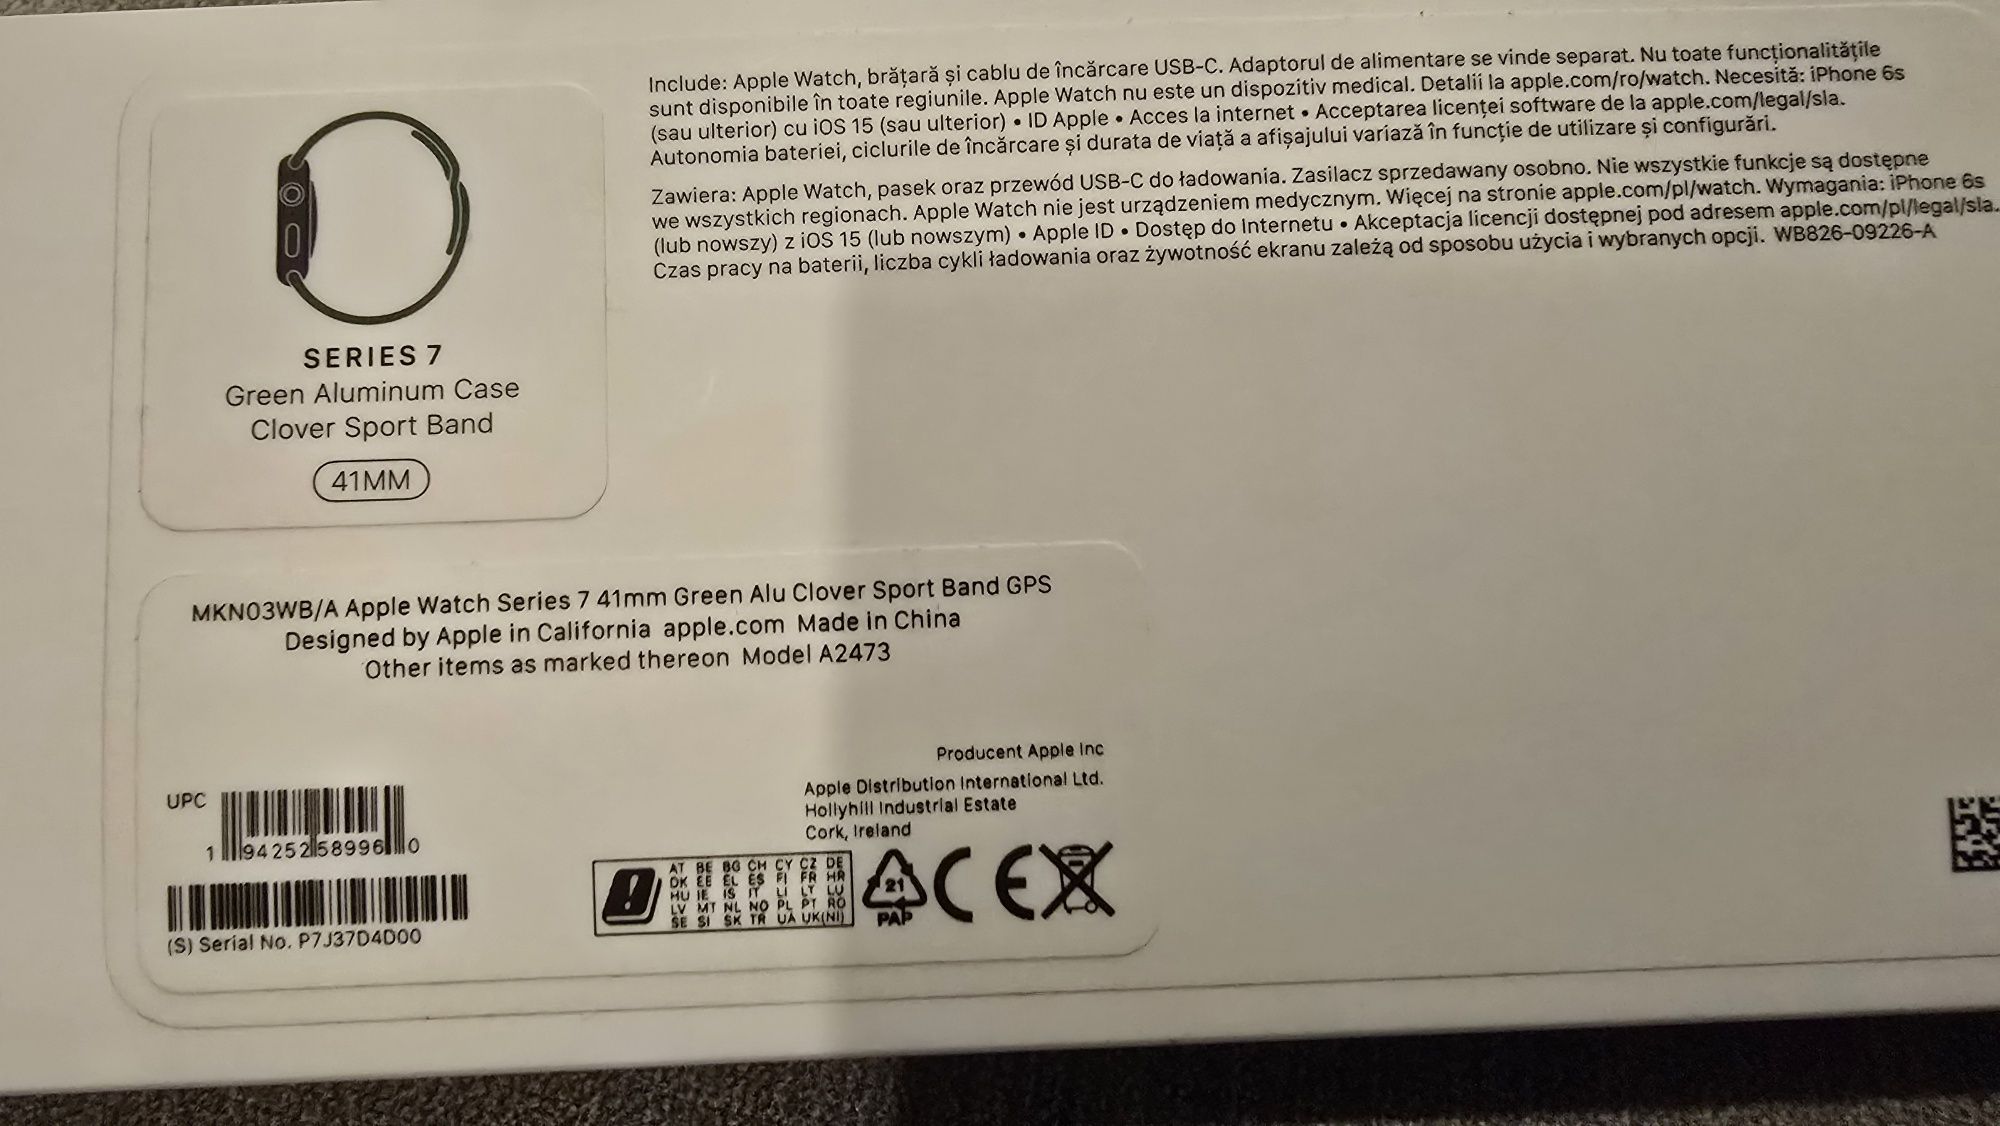 Include: Apple Watch, brățară și cablu de încărcare USB-C. Adaptorul de alimentare se vinde separat. Nu toate funcționalitățile
sunt disponibile în toate regiunile. Apple Watch nu este un dispozitiv medical. Detalii la apple.com/ro/watch. Necesită: iPhone 6s
(sau ulterior) cu iOS 15 (sau ulterior) • ID Apple • Acces la internet • Acceptarea licenței software de la apple.com/legal/sla.
Autonomia bateriei, ciclurile de încărcare și durata de viață a afișajului variază în funcție de utilizare și configurări.
Zawiera: Apple Watch, pasek oraz przewód USB-C do ładowania. Zasilacz sprzedawany osobno. Nie wszystkie funkcje są dostępne
we wszystkich regionach. Apple Watch nie jest urządzeniem medycznym. Więcej na stronie apple.com/pl/watch. Wymagania: iPhone 6s
(lub nowszy) z iOS 15 (lub nowszym) • Apple ID • Dostęp do Internetu • Akceptacja licencji dostępnej pod adresem apple.com/pl/legal/sla.
Czas pracy na baterii, liczba cykli ładowania oraz żywotność ekranu zależą od sposobu użycia i wybranych opcji. WB826-09226-A
SERIES 7
Green Aluminum Case
Clover Sport Band
41MM
MKN03WB/A Apple Watch Series 7 41mm Green Alu Clover Sport Band GPS
Designed by Apple in California apple.com Made in China
Other items as marked thereon Model A2473
Producent Apple Inc
Apple Distribution International Ltd.
Hollyhill Industrial Estate
Cork, Ireland
UPC
1 94252 58996 0
(S) Serial No. P7J37D4D00
AT BE BG CH CY CZ DE
DK EE EL ES FI FR HR
HU IE IS IT LI LT LU
LV MT NL NO PL PT RO
SE SI SK TR UA UK(NI)
21
PAP
CE